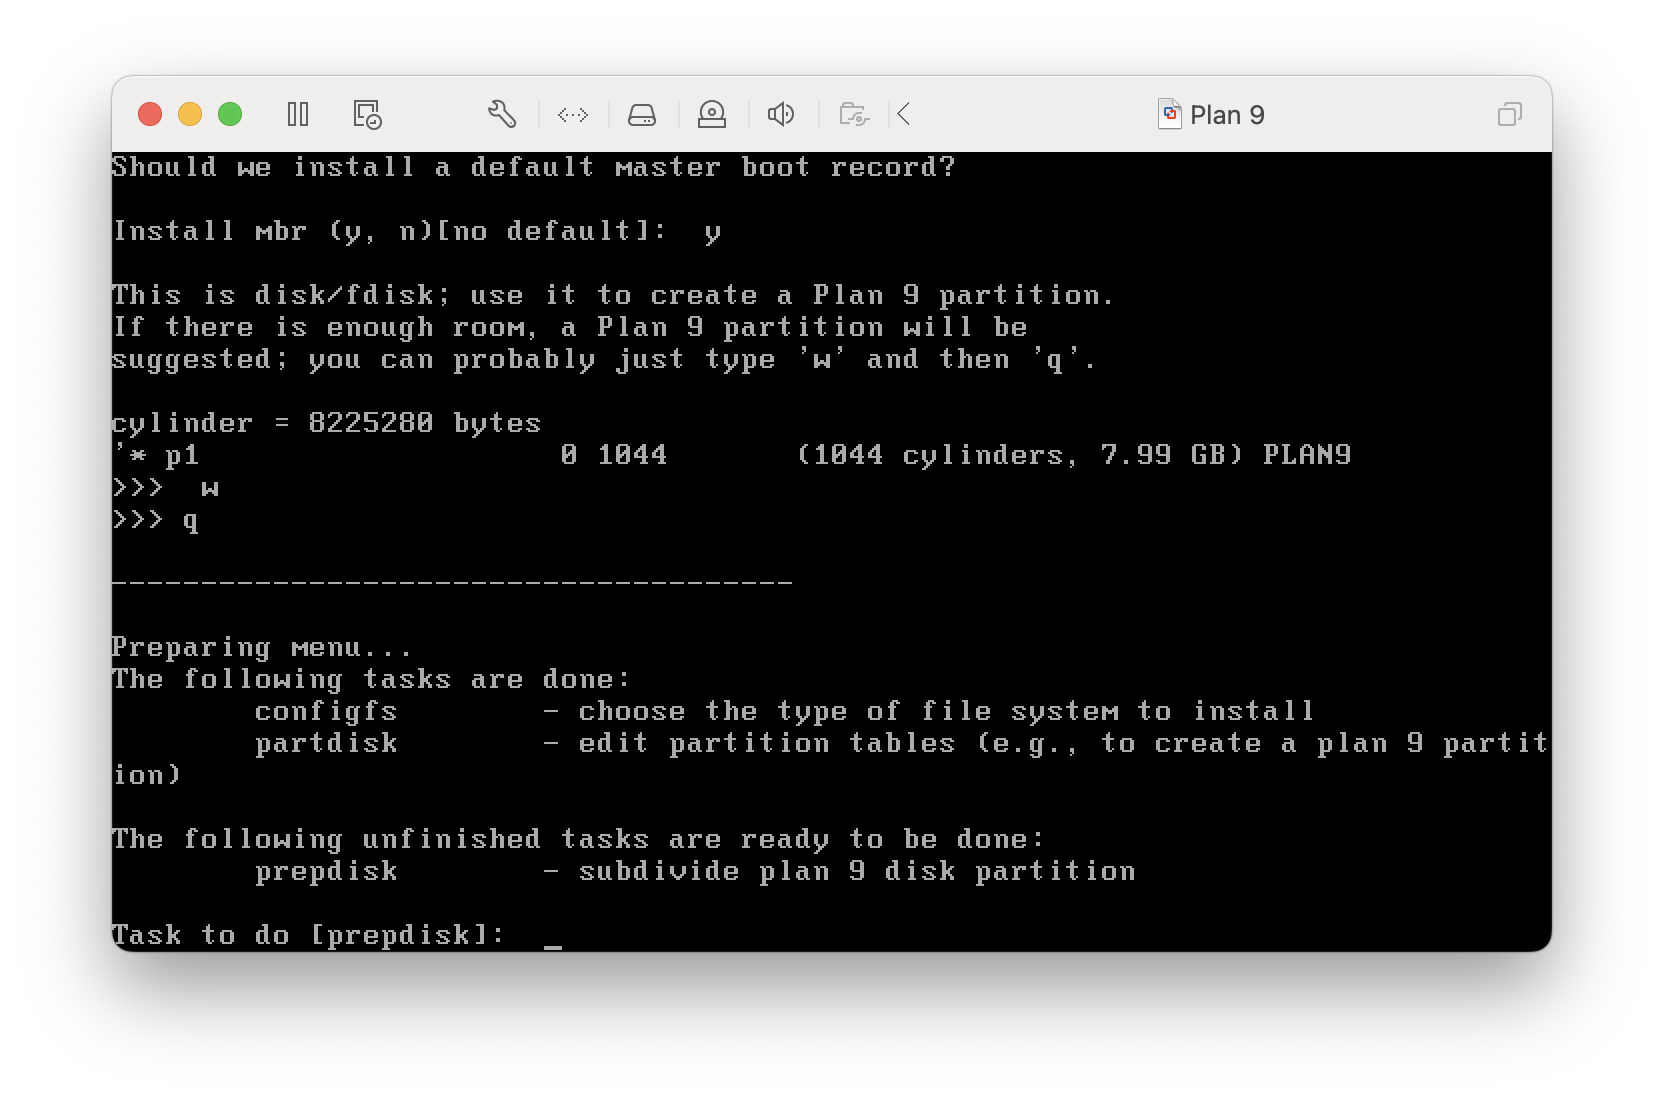 Plan 9
Should we install a default master boot record?
Install mbr (y, n)[no default]:  y
This is disk/fdisk; use it to create a Plan 9 partition.
If there is enough room, a Plan 9 partition will be
suggested; you can probably just type 'w' and then 'q'.
cylinder = 8225280 bytes
'* p1                    0 1044       (1044 cylinders, 7.99 GB) PLAN9
>>>  w
>>> q
--------------------------------------
Preparing menu...
The following tasks are done:
        configfs        - choose the type of file system to install
        partdisk        - edit partition tables (e.g., to create a plan 9 partit
ion)
The following unfinished tasks are ready to be done:
        prepdisk        - subdivide plan 9 disk partition
Task to do [prepdisk]:  _